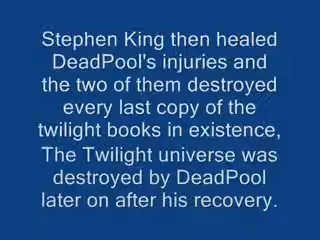 Stephen King then healed
DeadPool's injuries and
the two of them destroyed
every last copy of the
twilight books in existence,
The Twilight universe was
destroyed by DeadPool
later on after his recovery.